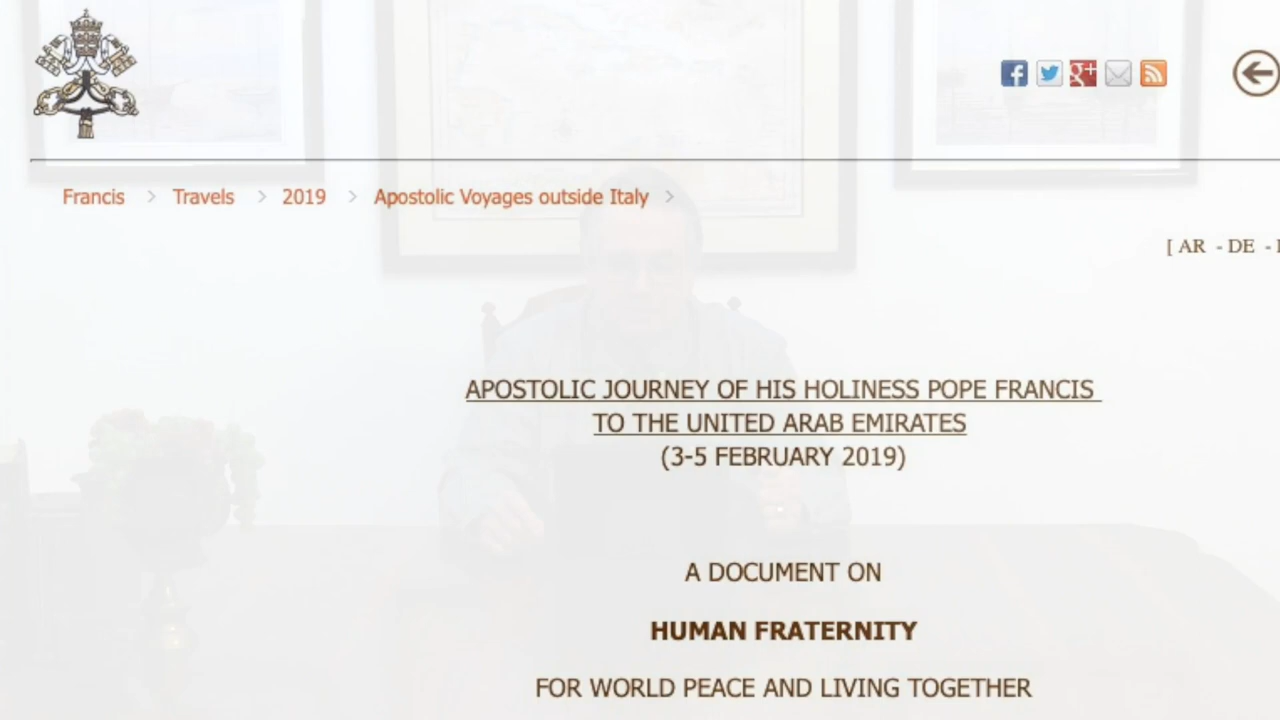 Francis > Travels > 2019 > Apostolic Voyages outside Italy >
[ AR - DE -
APOSTOLIC JOURNEY OF HIS HOLINESS POPE FRANCIS
TO THE UNITED ARAB EMIRATES
(3-5 FEBRUARY 2019)
A DOCUMENT ON
HUMAN FRATERNITY
FOR WORLD PEACE AND LIVING TOGETHER